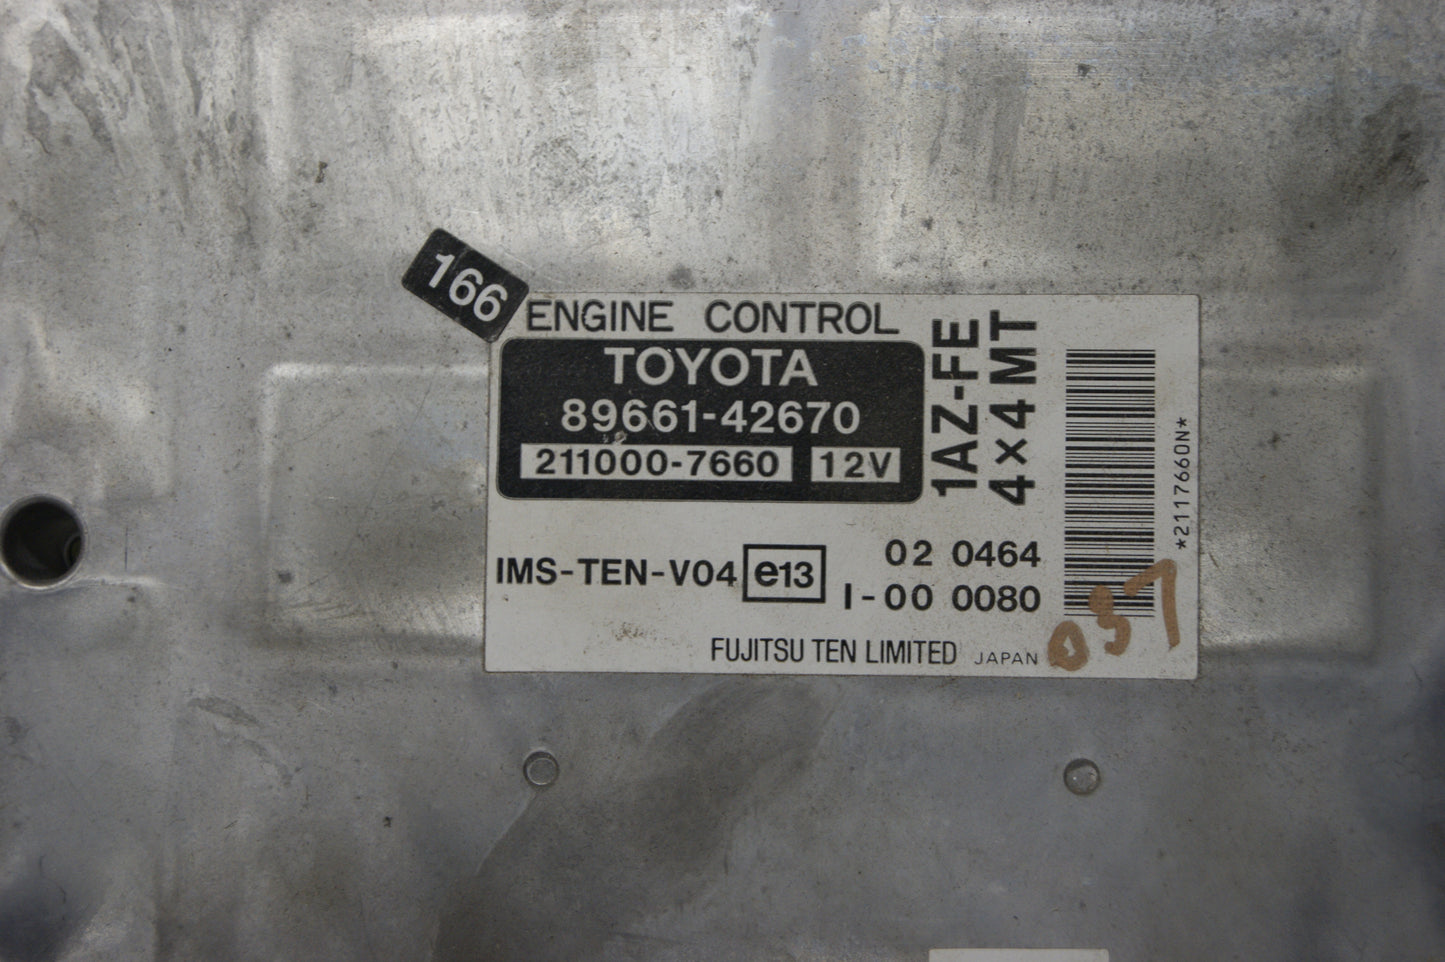 166
ENGINE CONTROL
TOYOTA
89661-42670
211000-7660 12V
1AZ-FE
4×4 MT
*2117660N*
IMS-TEN-V04 e13
02 0464
I-00 0080
FUJITSU TEN LIMITED JAPAN